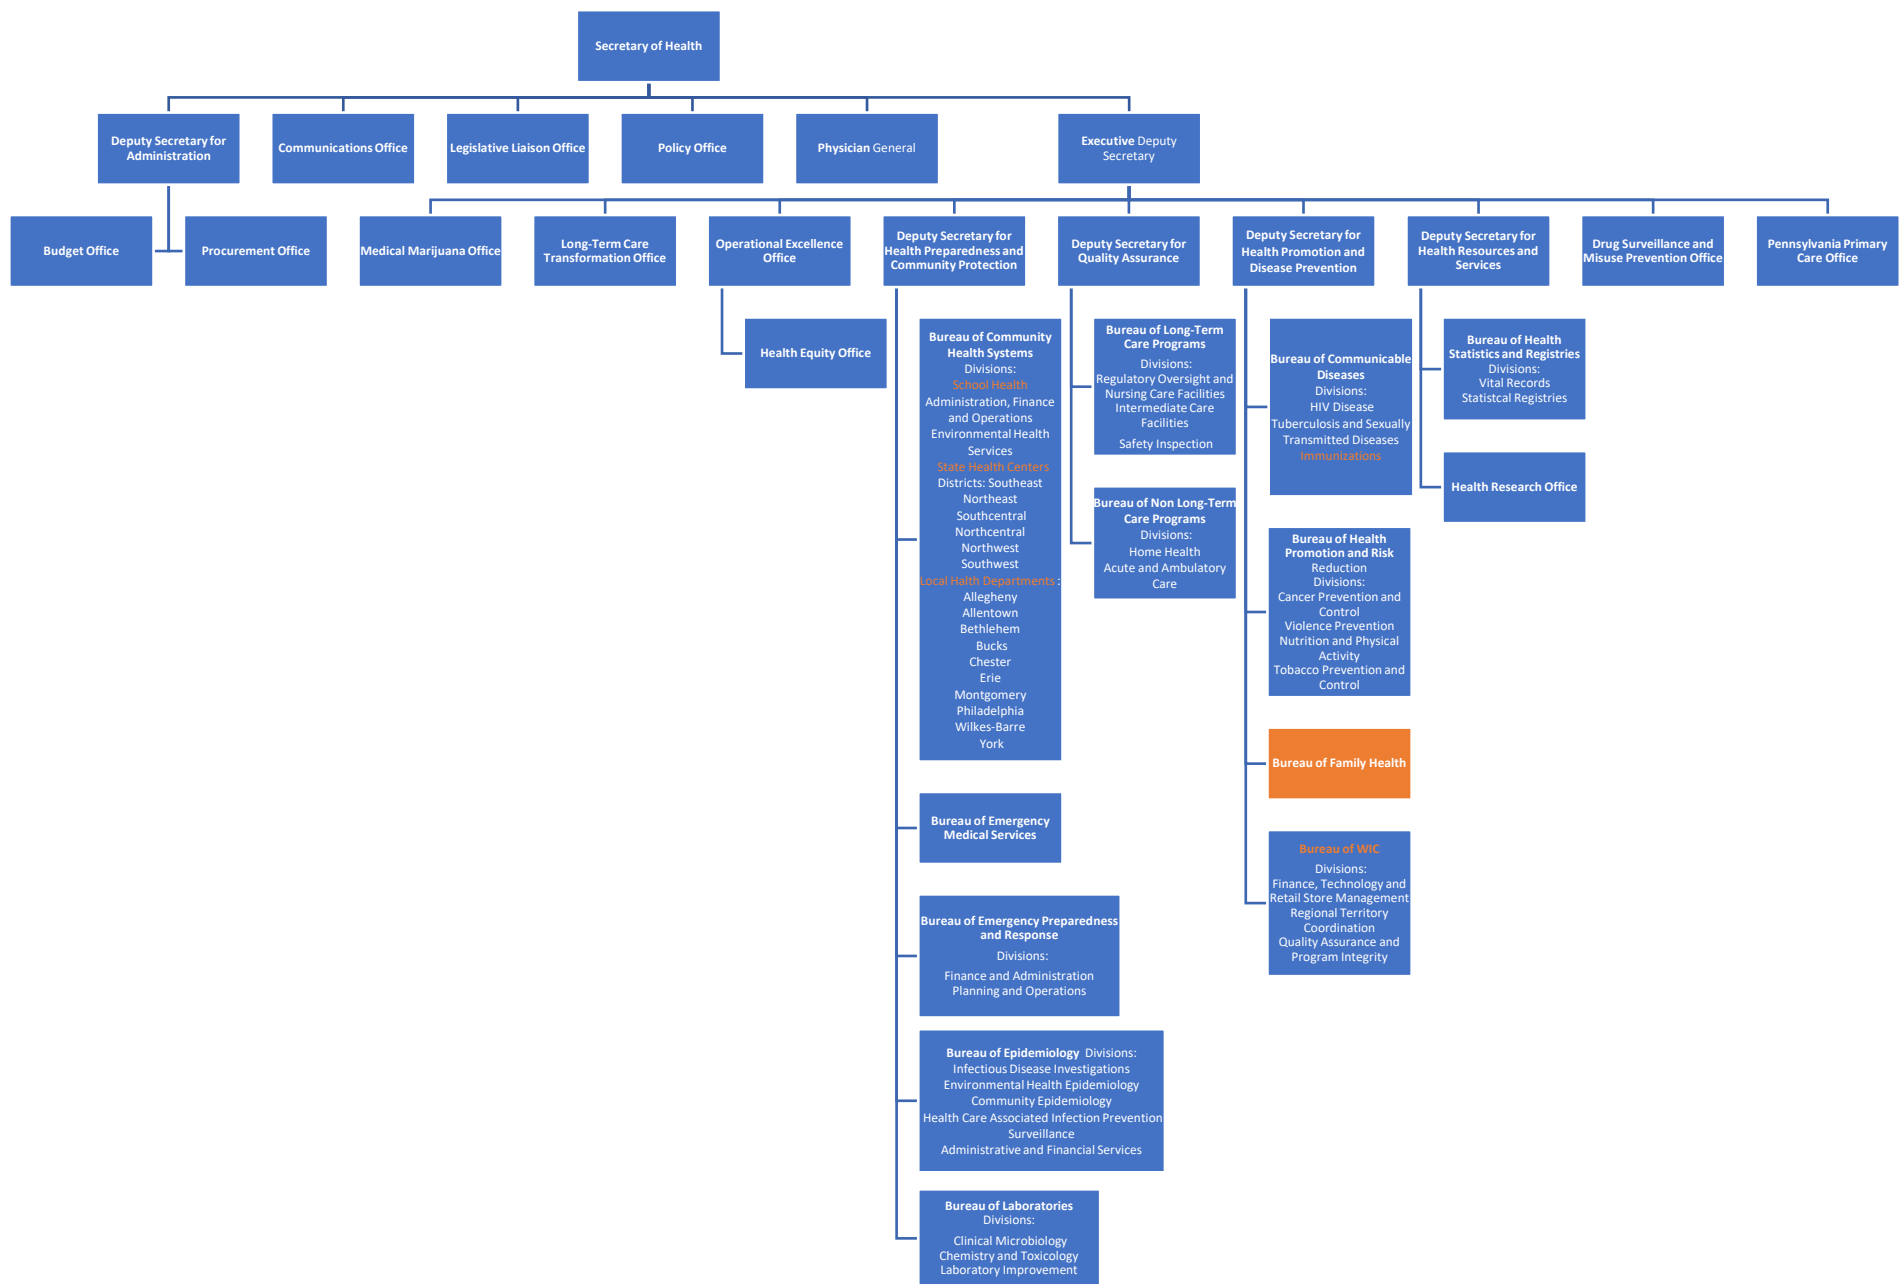 Secretary of Health
Deputy Secretary for
Administration
Communications Office
Legislative Liaison Office
Policy Office
Physician General
Executive Deputy
Secretary
Budget Office
Procurement Office
Medical Marijuana Office
Long-Term Care
Transformation Office
Operational Excellence
Office
Deputy Secretary for
Health Preparedness and
Community Protection
Deputy Secretary for
Quality Assurance
Deputy Secretary for
Health Promotion and
Disease Prevention
Deputy Secretary for
Health Resources and
Services
Drug Surveillance and
Misuse Prevention Office
Pennsylvania Primary
Care Office
Health Equity Office
Bureau of Community
Health Systems
Divisions:
School Health
Administration, Finance
and Operations
Environmental Health
Services
State Health Centers
Districts: Southeast
Northeast
Southcentral
Northcentral
Northwest
Southwest
Local Halth Departments :
Allegheny
Allentown
Bethlehem
Bucks
Chester
Erie
Montgomery
Philadelphia
Wilkes-Barre
York
Bureau of Emergency
Medical Services
Bureau of Emergency Preparedness
and Response
Divisions:
Finance and Administration
Planning and Operations
Bureau of Epidemiology Divisions:
Infectious Disease Investigations
Environmental Health Epidemiology
Community Epidemiology
Health Care Associated Infection Prevention
Surveillance
Administrative and Financial Services
Bureau of Laboratories
Divisions:
Clinical Microbiology
Chemistry and Toxicology
Laboratory Improvement
Bureau of Long-Term
Care Programs
Divisions:
Regulatory Oversight and
Nursing Care Facilities
Intermediate Care
Facilities
Safety Inspection
Bureau of Non Long-Term
Care Programs
Divisions:
Home Health
Acute and Ambulatory
Care
Bureau of Communicable
Diseases
Divisions:
HIV Disease
Tuberculosis and Sexually
Transmitted Diseases
Immunizations
Bureau of Health
Promotion and Risk
Reduction
Divisions:
Cancer Prevention and
Control
Violence Prevention
Nutrition and Physical
Activity
Tobacco Prevention and
Control
Bureau of Family Health
Bureau of WIC
Divisions:
Finance, Technology and
Retail Store Management
Regional Territory
Coordination
Quality Assurance and
Program Integrity
Bureau of Health
Statistics and Registries
Divisions:
Vital Records
Statistcal Registries
Health Research Office